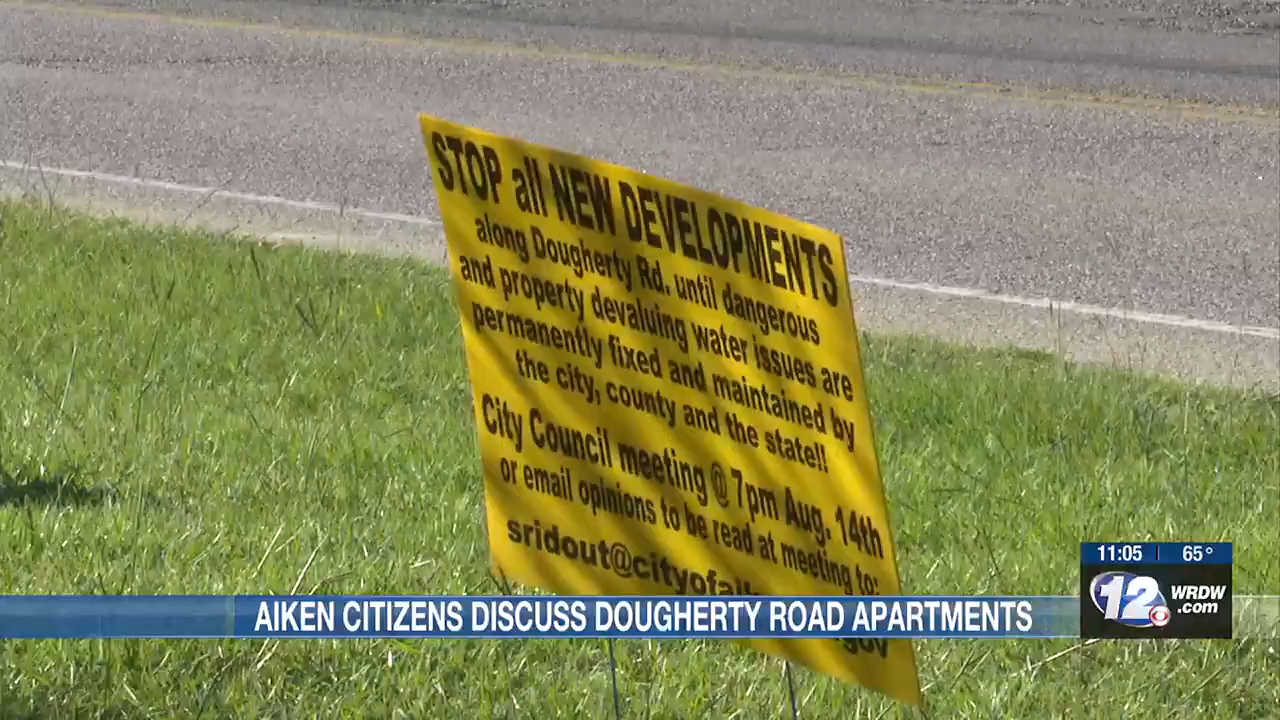 STOP all NEW DEVELOPMENTS
along Dougherty Rd. until dangerous
and property devaluing water issues are
permanently fixed and maintained by
the city, county and the state!!
City Council meeting @ 7pm Aug. 14th
or email opinions to be read at meeting to:
AIKEN CITIZENS DISCUSS DOUGHERTY ROAD APARTMENTS
11:05 65°
12 WRDW
.com